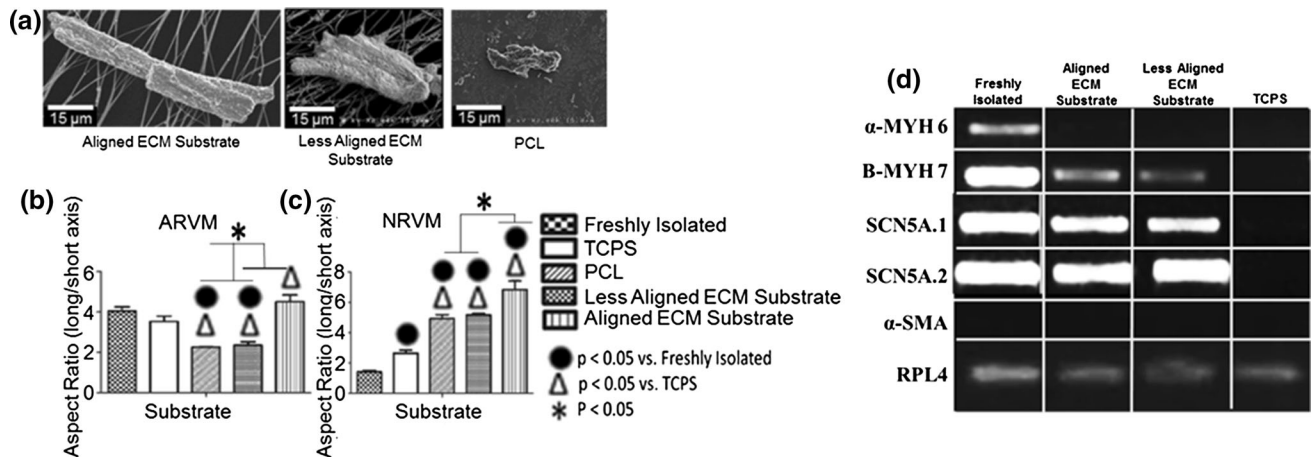 (a)
15 μm
15 μm
15 μm
Aligned ECM Substrate
Less Aligned ECM
Substrate
PCL
(b)
ARVM
*
Aspect Ratio (long/short axis)
6
4
2
0
Substrate
(c)
NRVM
*
Aspect Ratio (long/short axis)
8
6
4
2
0
Substrate
Freshly Isolated
TCPS
PCL
Less Aligned ECM Substrate
Aligned ECM Substrate
p < 0.05 vs. Freshly Isolated
p < 0.05 vs. TCPS
* P < 0.05
(d)
Freshly
Isolated
Aligned
ECM
Substrate
Less Aligned
ECM
Substrate
TCPS
α-MYH 6
B-MYH 7
SCN5A.1
SCN5A.2
α-SMA
RPL4